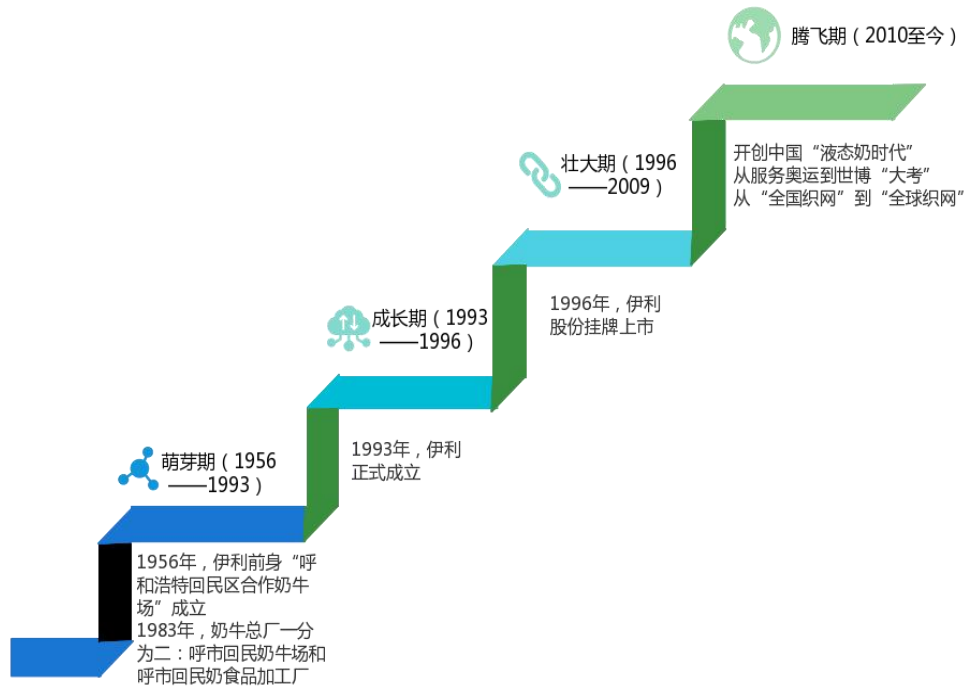 腾飞期（2010至今）
开创中国“液态奶时代”
从服务奥运到世博“大考”
从“全国织网”到“全球织网”
壮大期（1996
——2009）
1996年，伊利
股份挂牌上市
成长期（1993
——1996）
1993年，伊利
正式成立
萌芽期（1956
——1993）
1956年，伊利前身“呼
和浩特回民区合作奶牛
场”成立
1983年，奶牛总厂一分
为二：呼市回民奶牛场和
呼市回民奶食品加工厂